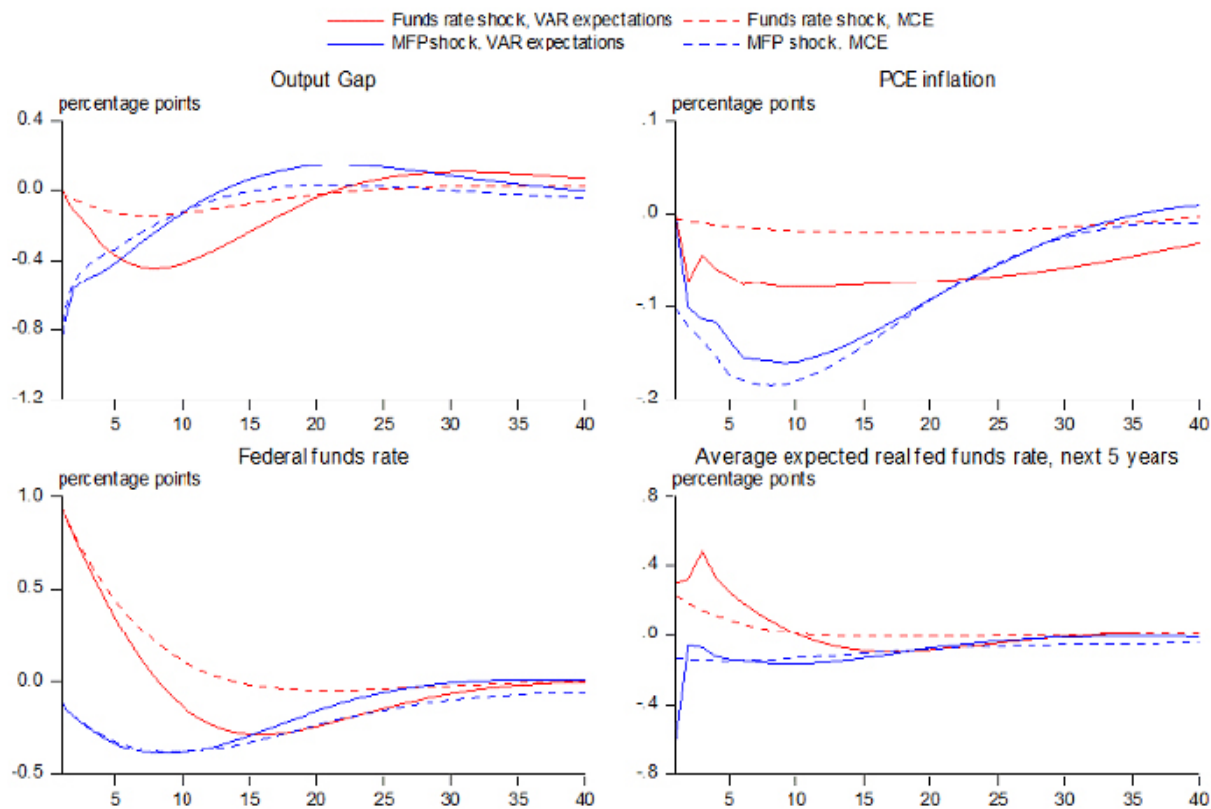 Funds rate shock, VAR expectations
Funds rate shock, MCE
MFPshock, VAR expectations
MFP shock, MCE
Output Gap
percentage points
0.4
0.0
-0.4
-0.8
-1.2
5 10 15 20 25 30 35 40
PCE inflation
percentage ponts
.1
.0
-.1
-.2
5 10 15 20 25 30 35 40
Federal funds rate
percentage points
1.0
0.5
0.0
-0.5
5 10 15 20 25 30 35 40
Average expected real fed funds rate, next 5 years
percentage ponts
.8
.4
.0
-.4
-.8
5 10 15 20 25 30 35 40